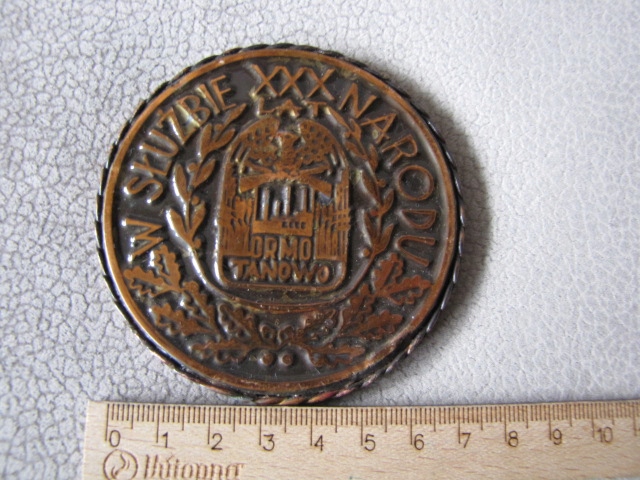 W SŁUŻBIE XXX NARODU
LAT
ORMO
TANOWO
0 1 2 3 4 5 6 7 8 9 10